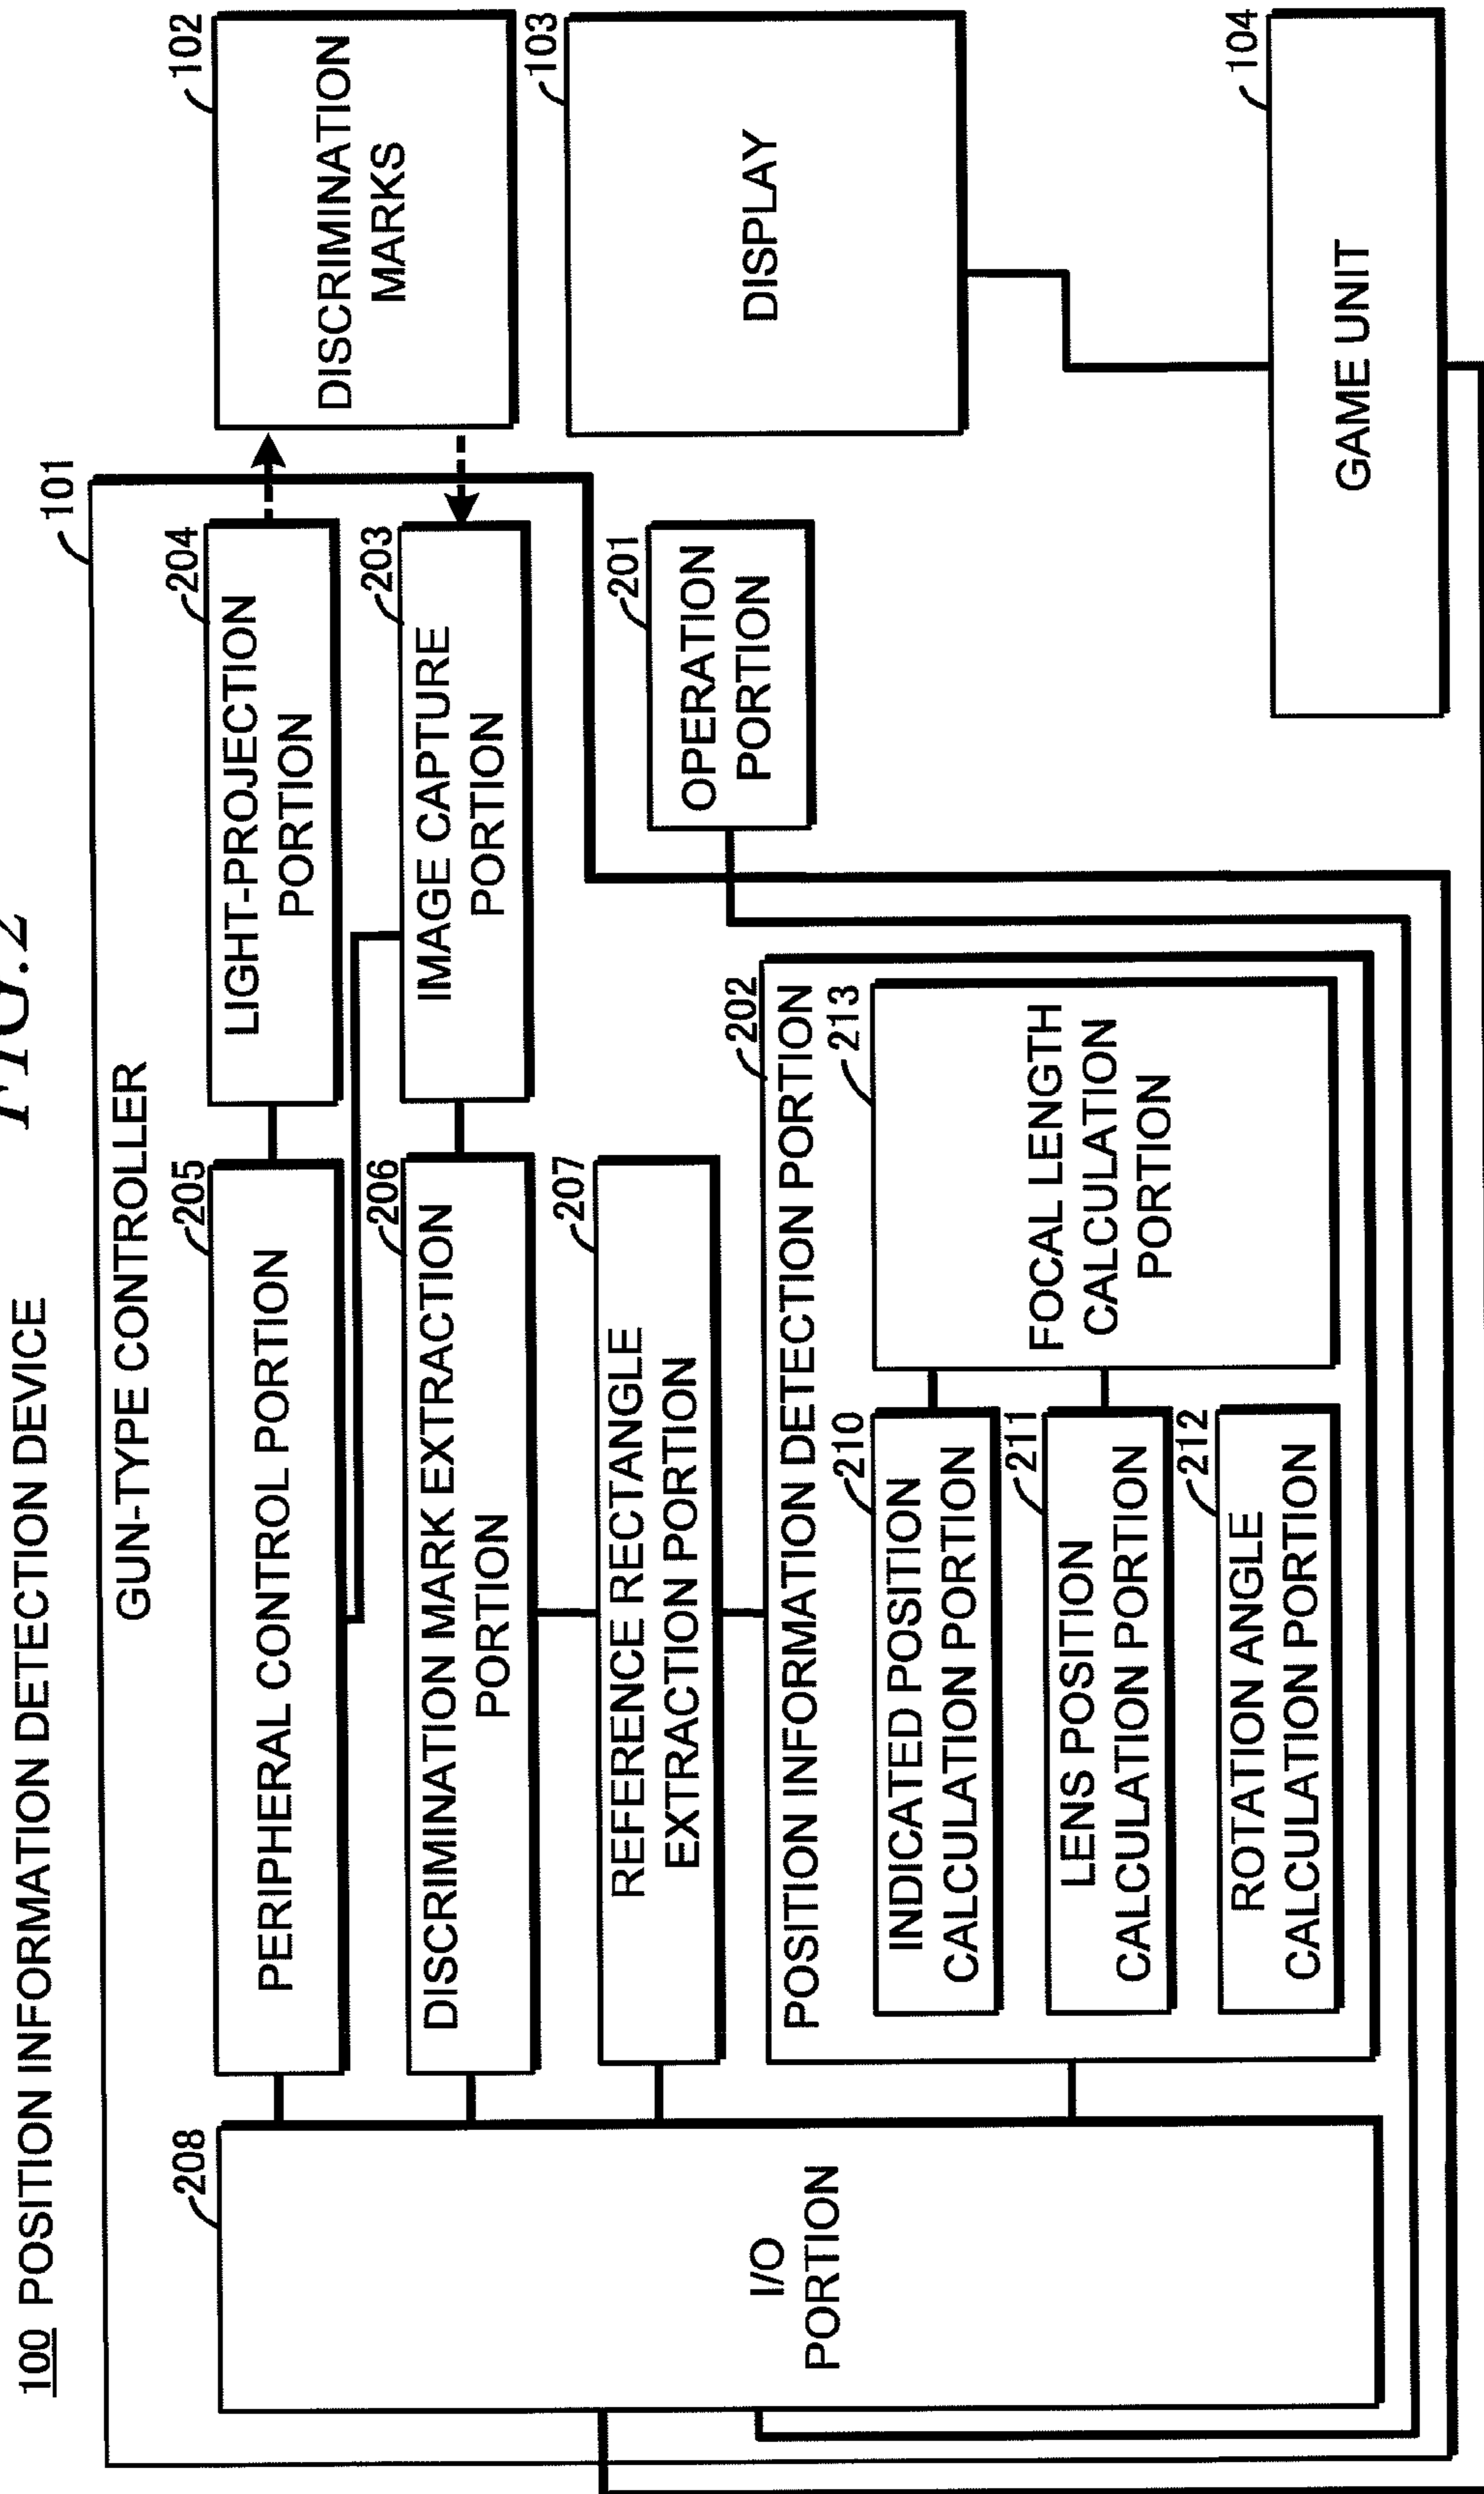 FIG.2
100 POSITION INFORMATION DETECTION DEVICE
101
GUN-TYPE CONTROLLER
208
I/O
PORTION
205
PERIPHERAL CONTROL PORTION
204
LIGHT-PROJECTION
PORTION
102
DISCRIMINATION
MARKS
206
DISCRIMINATION MARK EXTRACTION
PORTION
203
IMAGE CAPTURE
PORTION
103
DISPLAY
207
REFERENCE RECTANGLE
EXTRACTION PORTION
201
OPERATION
PORTION
202
POSITION INFORMATION DETECTION PORTION
210
INDICATED POSITION
CALCULATION PORTION
213
FOCAL LENGTH
CALCULATION
PORTION
211
LENS POSITION
CALCULATION PORTION
212
ROTATION ANGLE
CALCULATION PORTION
104
GAME UNIT